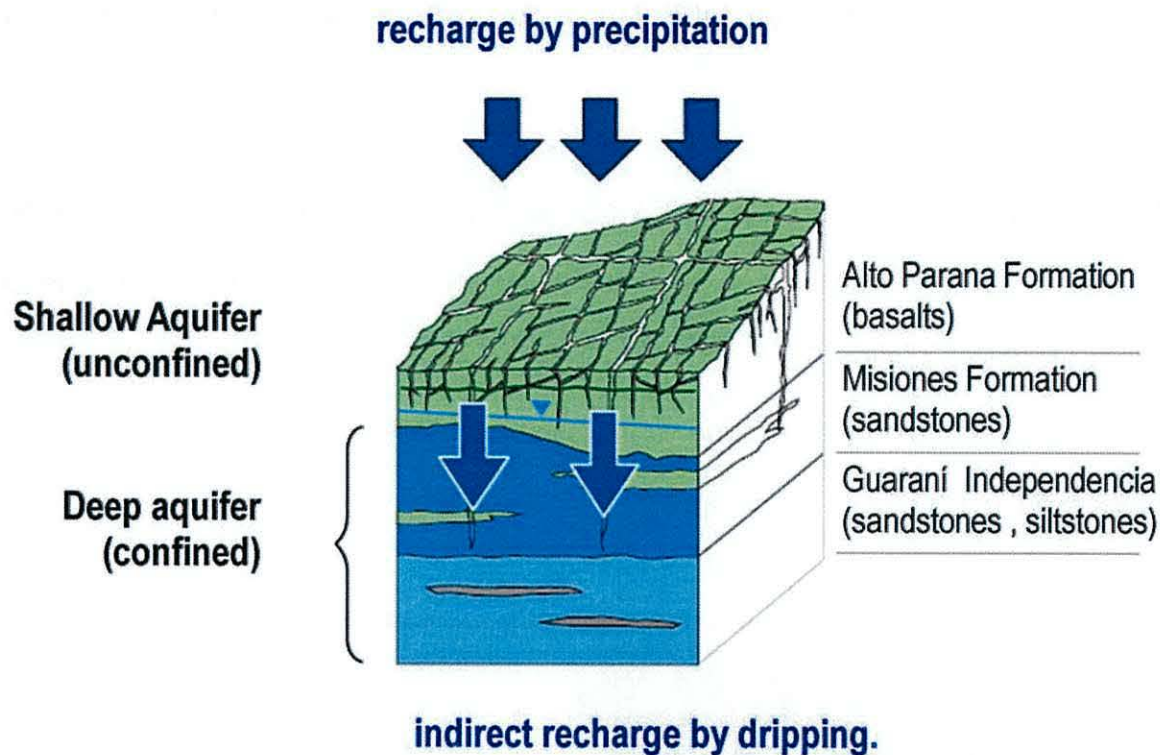 recharge by precipitation
Shallow Aquifer
(unconfined)
Deep aquifer
(confined)
Alto Parana Formation
(basalts)
Misiones Formation
(sandstones)
Guaraní Independencia
(sandstones , siltstones)
indirect recharge by dripping.